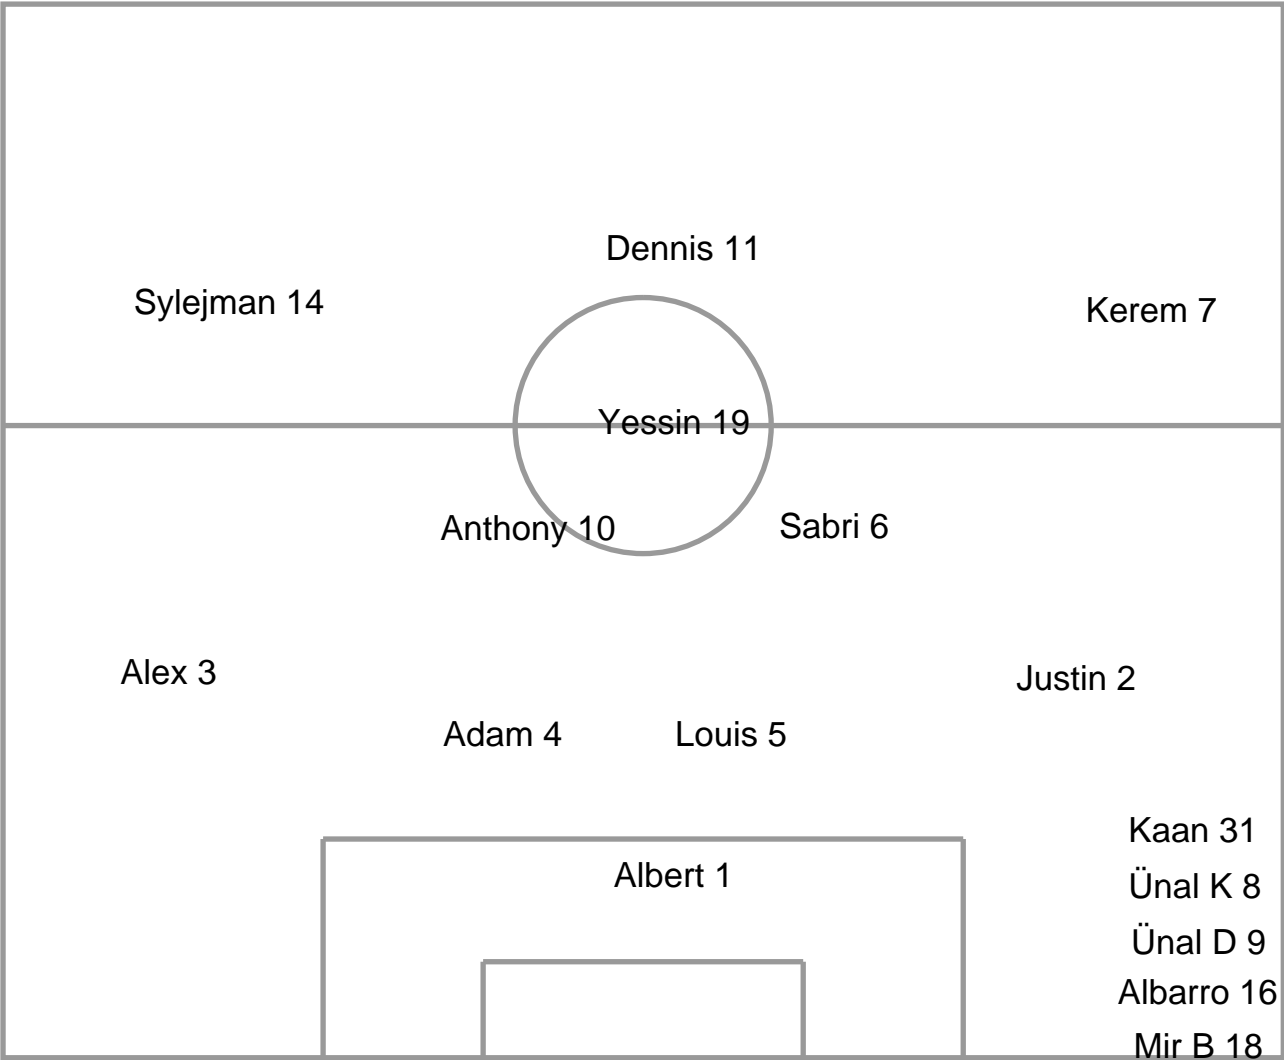 Dennis 11
Sylejman 14
Kerem 7
Yessin 19
Anthony 10
Sabri 6
Alex 3
Justin 2
Adam 4
Louis 5
Kaan 31
Albert 1
Ünal K 8
Ünal D 9
Albarro 16
Mir B 18